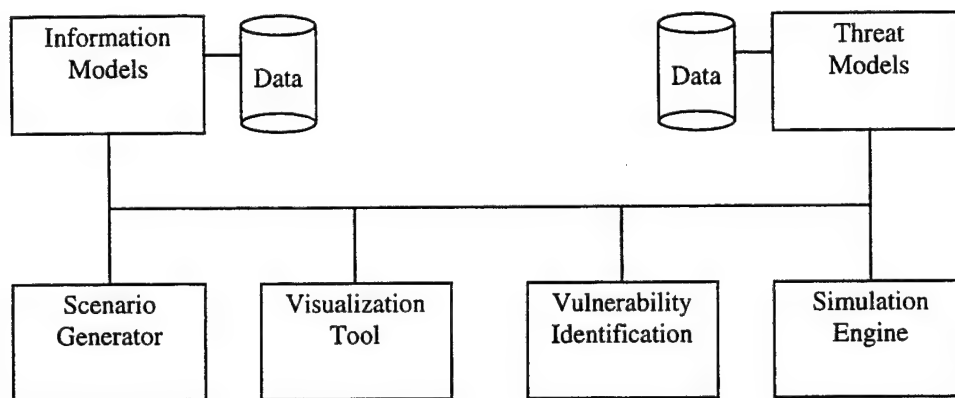 Information
Models
Data
Data
Threat
Models
Scenario
Generator
Visualization
Tool
Vulnerability
Identification
Simulation
Engine